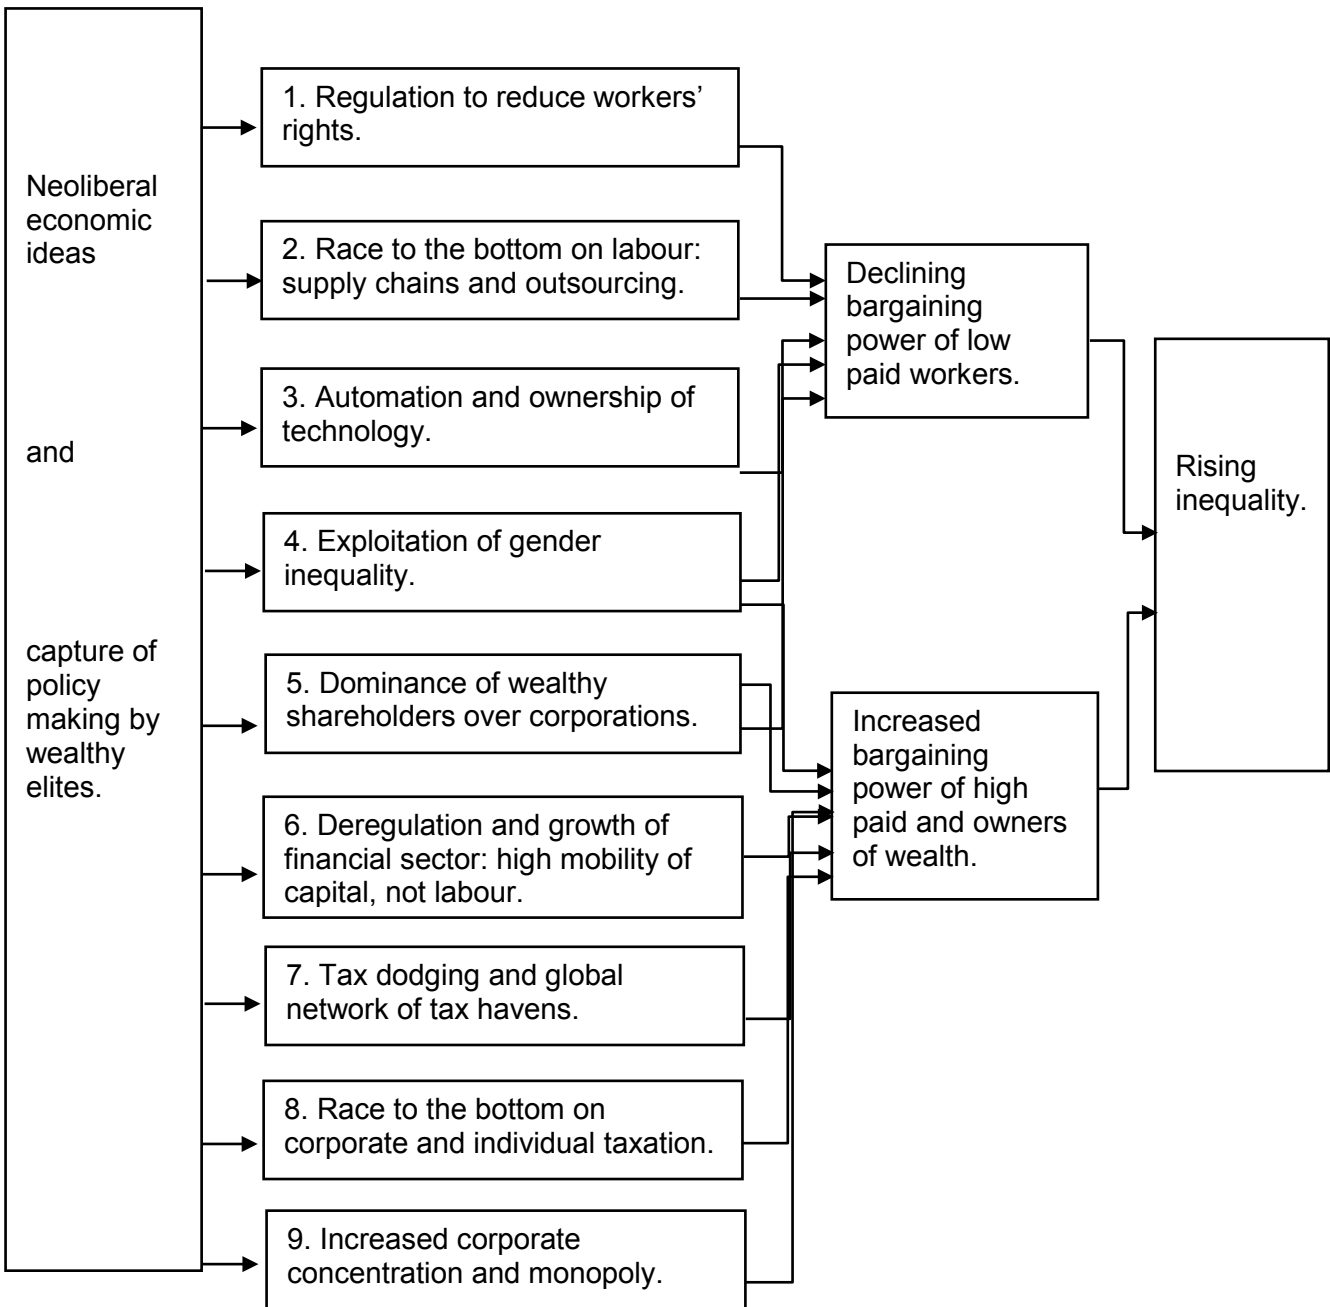 Neoliberal
economic
ideas
and
capture of
policy
making by
wealthy
elites.
1. Regulation to reduce workers’
rights.
2. Race to the bottom on labour:
supply chains and outsourcing.
3. Automation and ownership of
technology.
4. Exploitation of gender
inequality.
5. Dominance of wealthy
shareholders over corporations.
6. Deregulation and growth of
financial sector: high mobility of
capital, not labour.
7. Tax dodging and global
network of tax havens.
8. Race to the bottom on
corporate and individual taxation.
9. Increased corporate
concentration and monopoly.
Declining
bargaining
power of low
paid workers.
Increased
bargaining
power of high
paid and owners
of wealth.
Rising
inequality.